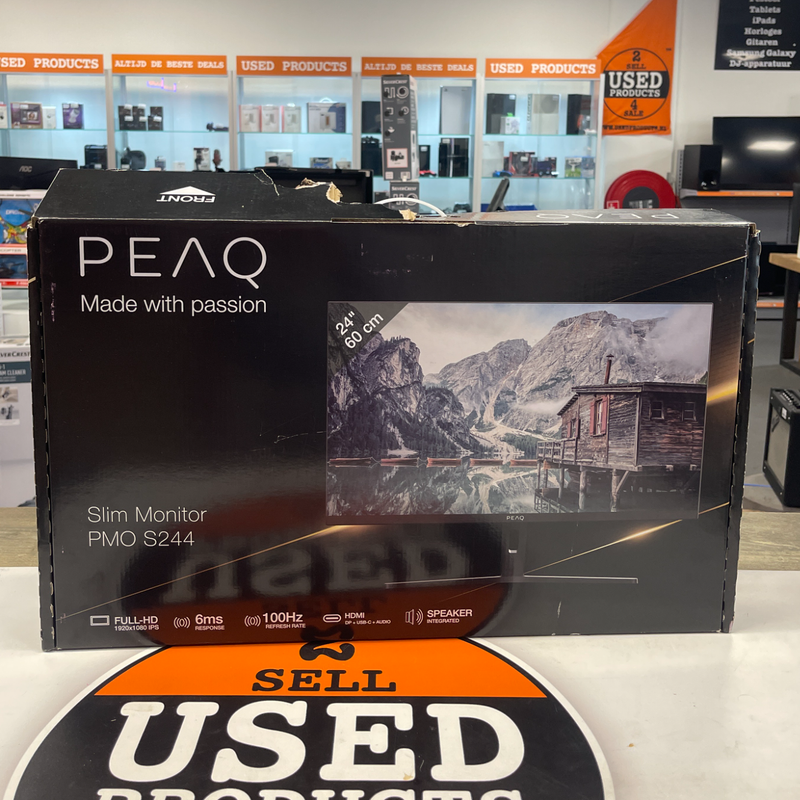 USED PRODUCTS
ALTIJD DE BESTE DEALS
USED PRODUCTS
ALTIJD DE BESTE DEALS
USED PRODUCTS
2
SELL
USED
PRODUCTS
4
SALE
Tablets
iPads
Horloges
Gitaren
Samsung Galaxy
DJ-apparatuur
AOC
FRONT
PEAQ
PEAQ
Made with passion
24"
60 cm
PEAQ
Slim Monitor
PMO S244
FULL-HD
1920x1080 IPS
6ms
RESPONSE
100Hz
REFRESH RATE
HDMI
DP + USB-C + AUDIO
SPEAKER
INTEGRATED
2
SELL
USED
PRODUCTS